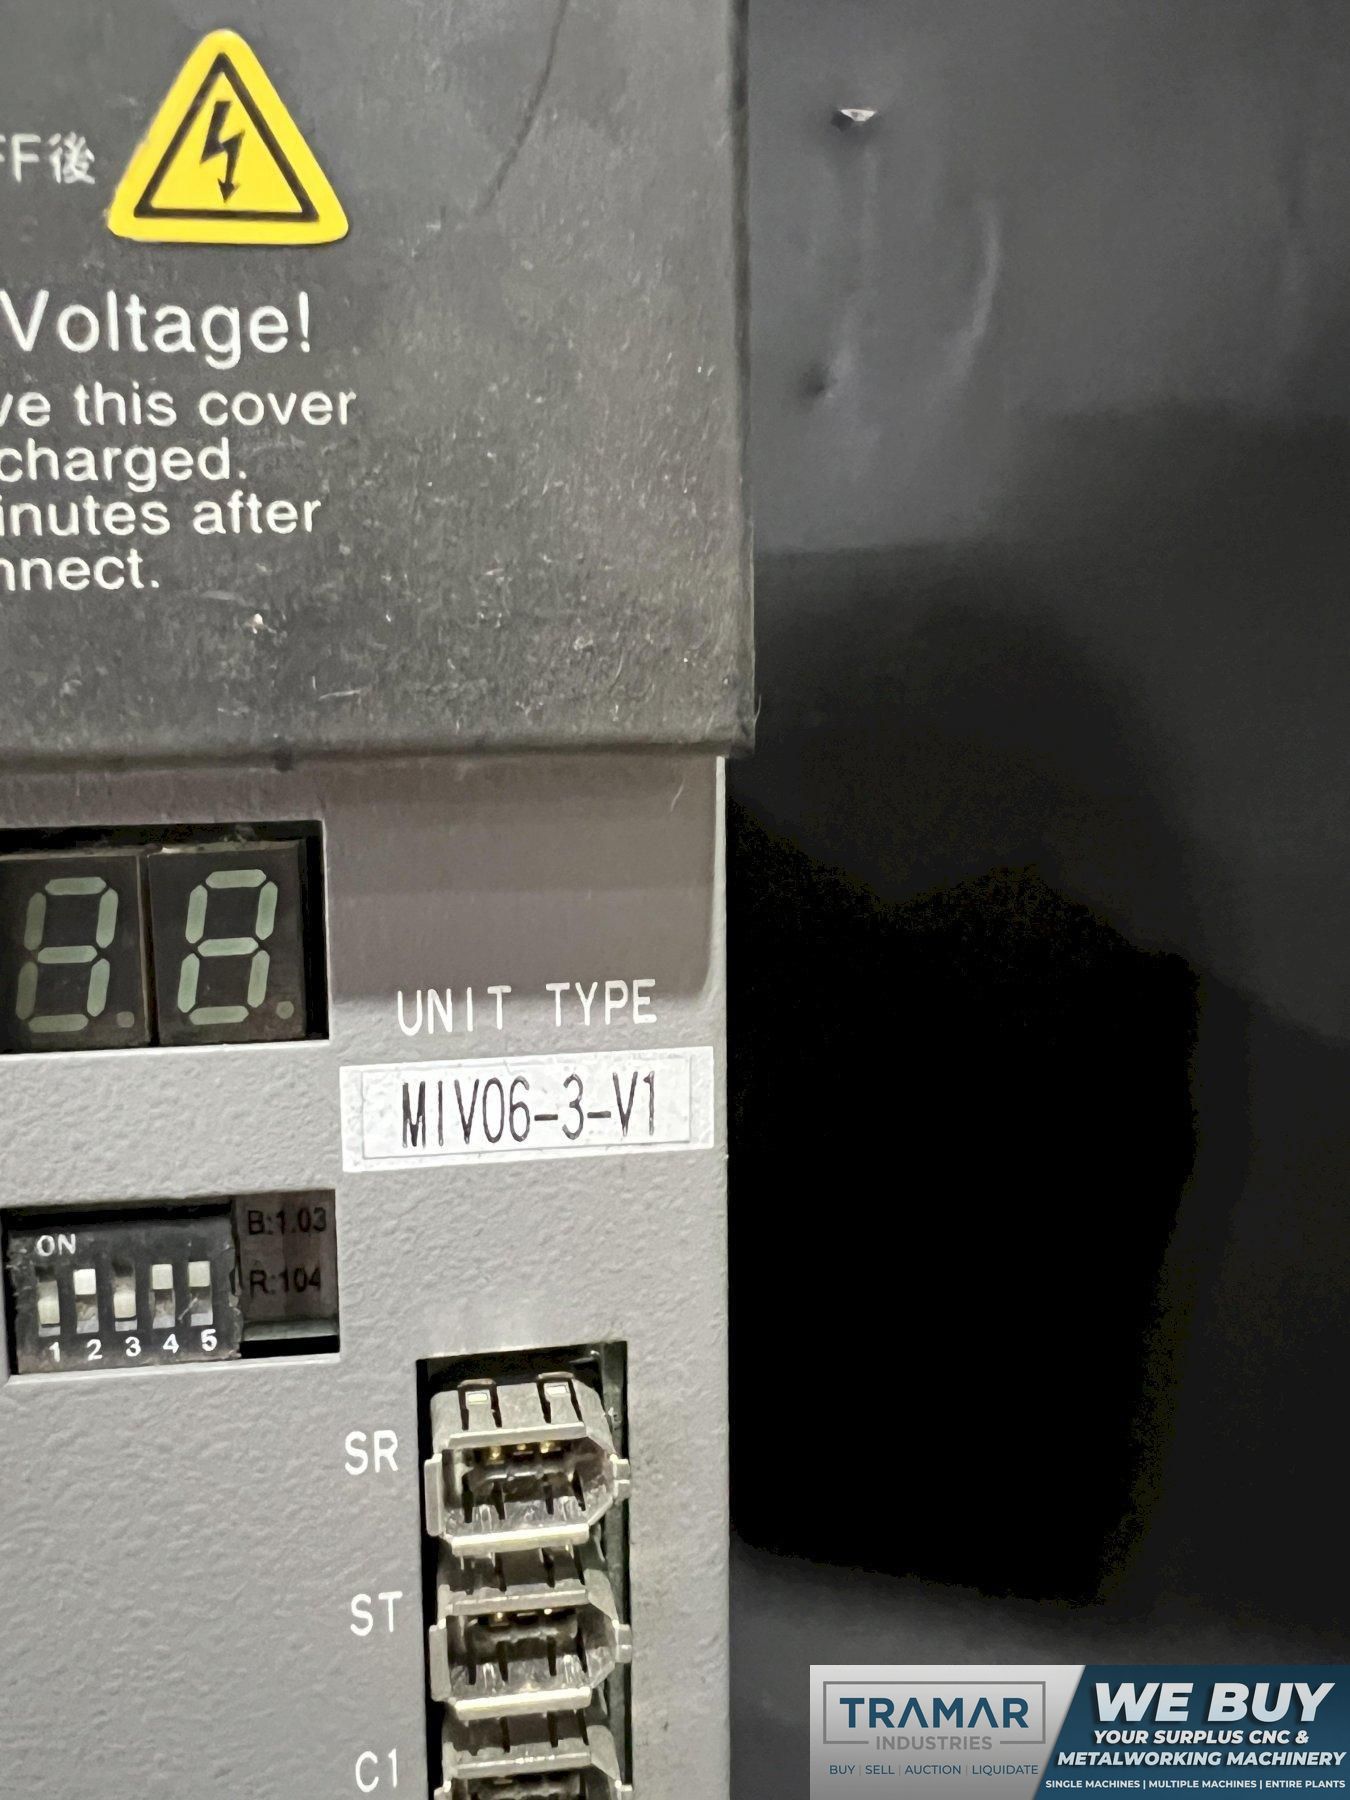 FF後
Voltage!
ve this cover
charged.
inutes after
nnect.
UNIT TYPE
MIV06-3-V1
ON
1 2 3 4 5
B:1.03
R:104
SR
ST
C1
TRAMAR
INDUSTRIES
BUY | SELL | AUCTION | LIQUIDATE
WE BUY
YOUR SURPLUS CNC &
METALWORKING MACHINERY
SINGLE MACHINES | MULTIPLE MACHINES | ENTIRE PLANTS